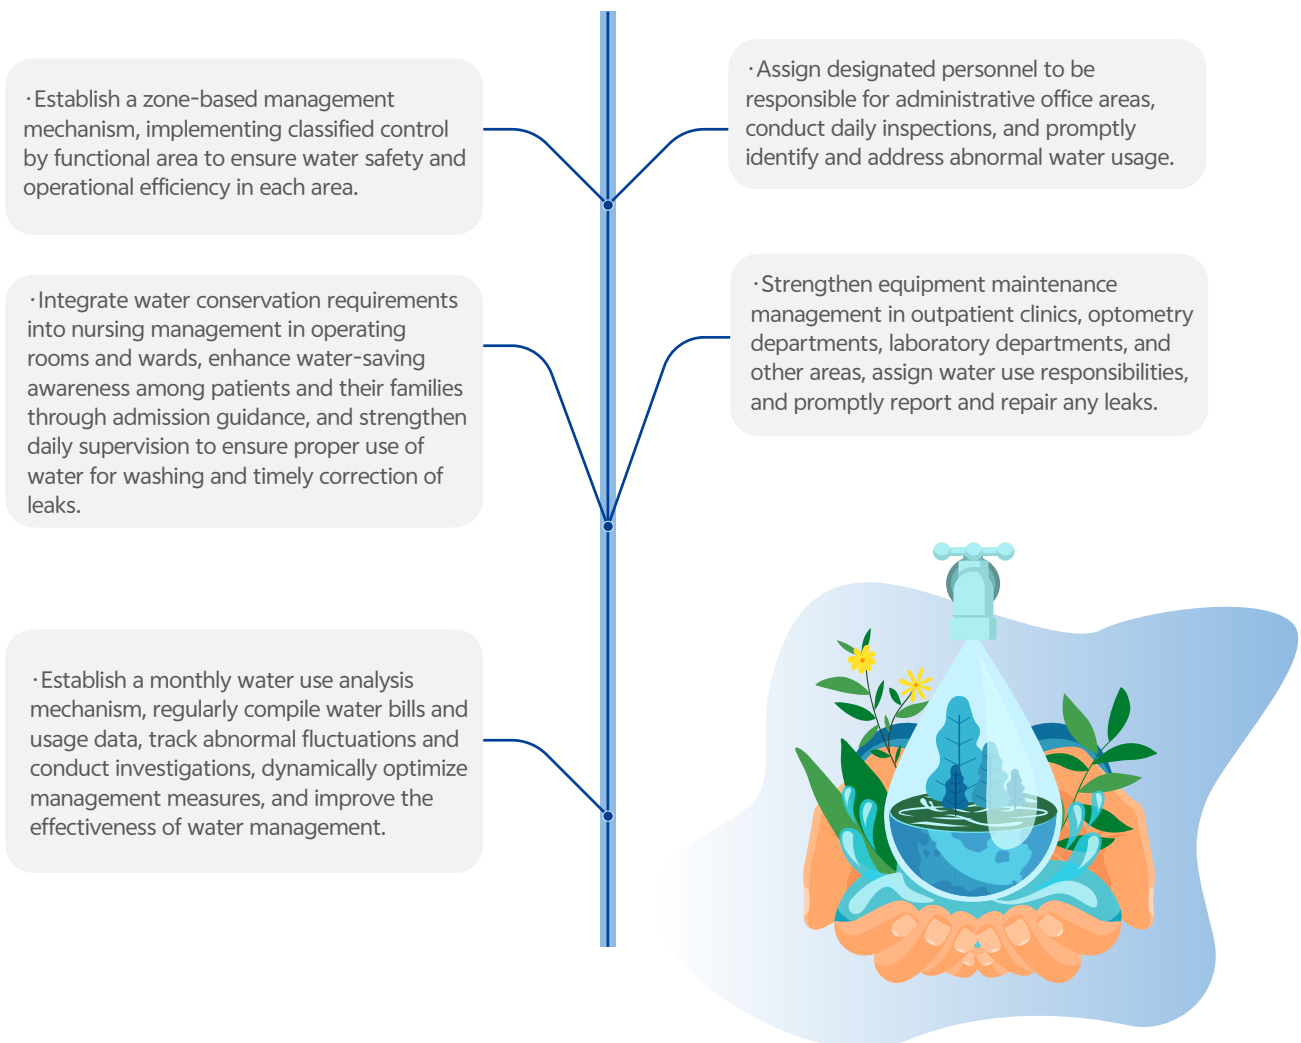 ·Establish a zone-based management
mechanism, implementing classified control
by functional area to ensure water safety and
operational efficiency in each area.
·Assign designated personnel to be
responsible for administrative office areas,
conduct daily inspections, and promptly
identify and address abnormal water usage.
·Integrate water conservation requirements
into nursing management in operating
rooms and wards, enhance water-saving
awareness among patients and their families
through admission guidance, and strengthen
daily supervision to ensure proper use of
water for washing and timely correction of
leaks.
·Strengthen equipment maintenance
management in outpatient clinics, optometry
departments, laboratory departments, and
other areas, assign water use responsibilities,
and promptly report and repair any leaks.
·Establish a monthly water use analysis
mechanism, regularly compile water bills and
usage data, track abnormal fluctuations and
conduct investigations, dynamically optimize
management measures, and improve the
effectiveness of water management.